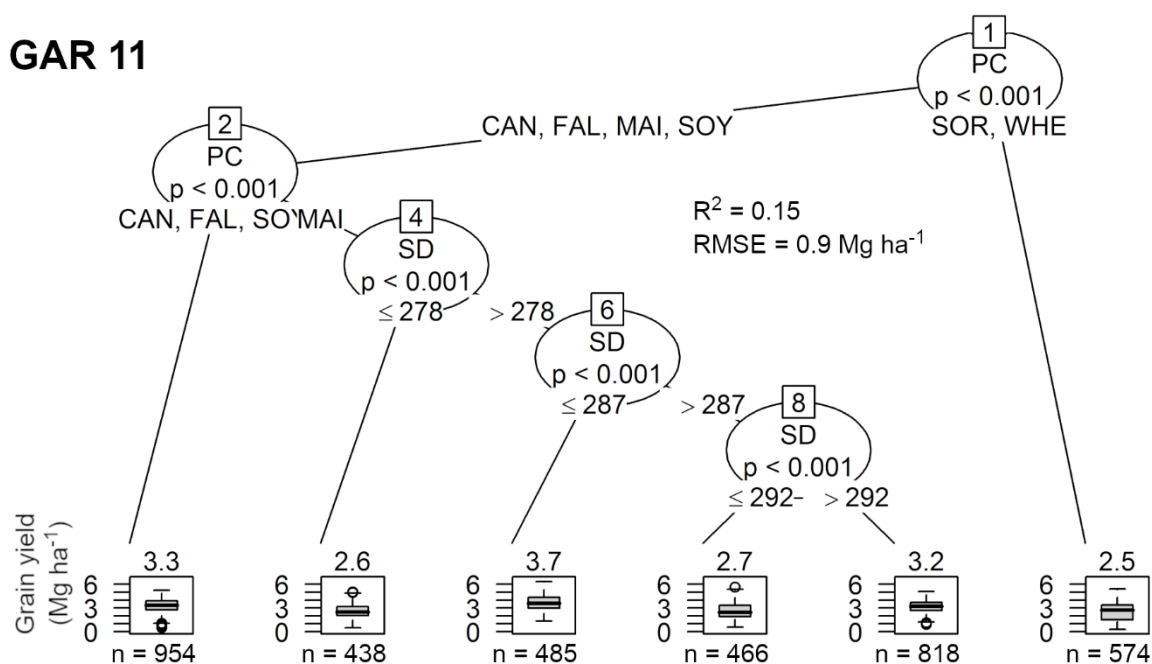 GAR 11
1
PC
p < 0.001
CAN, FAL, MAI, SOY
SOR, WHE
2
PC
p < 0.001
CAN, FAL, SOY
MAI
R² = 0.15
RMSE = 0.9 Mg ha⁻¹
4
SD
p < 0.001
≤ 278
> 278
6
SD
p < 0.001
≤ 287
> 287
8
SD
p < 0.001
≤ 292
> 292
Grain yield
(Mg ha⁻¹)
3.3
2.6
3.7
2.7
3.2
2.5
6
3
0
6
3
0
6
3
0
6
3
0
6
3
0
6
3
0
n = 954
n = 438
n = 485
n = 466
n = 818
n = 574